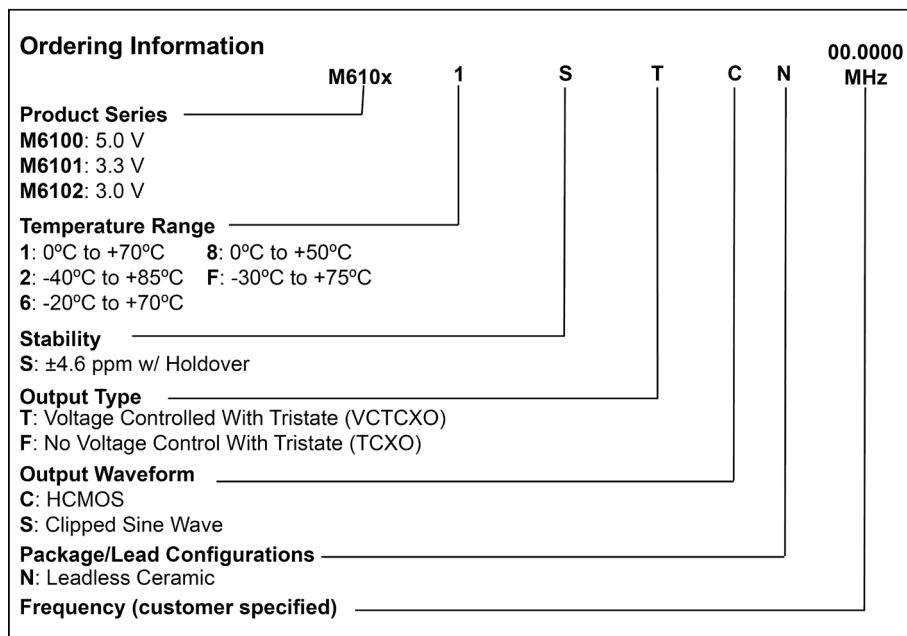 Ordering Information
00.0000
M610x 1 S T C N MHz
Product Series
M6100: 5.0 V
M6101: 3.3 V
M6102: 3.0 V
Temperature Range
1: 0ºC to +70ºC 8: 0ºC to +50ºC
2: -40ºC to +85ºC F: -30ºC to +75ºC
6: -20ºC to +70ºC
Stability
S: ±4.6 ppm w/ Holdover
Output Type
T: Voltage Controlled With Tristate (VCTCXO)
F: No Voltage Control With Tristate (TCXO)
Output Waveform
C: HCMOS
S: Clipped Sine Wave
Package/Lead Configurations
N: Leadless Ceramic
Frequency (customer specified)